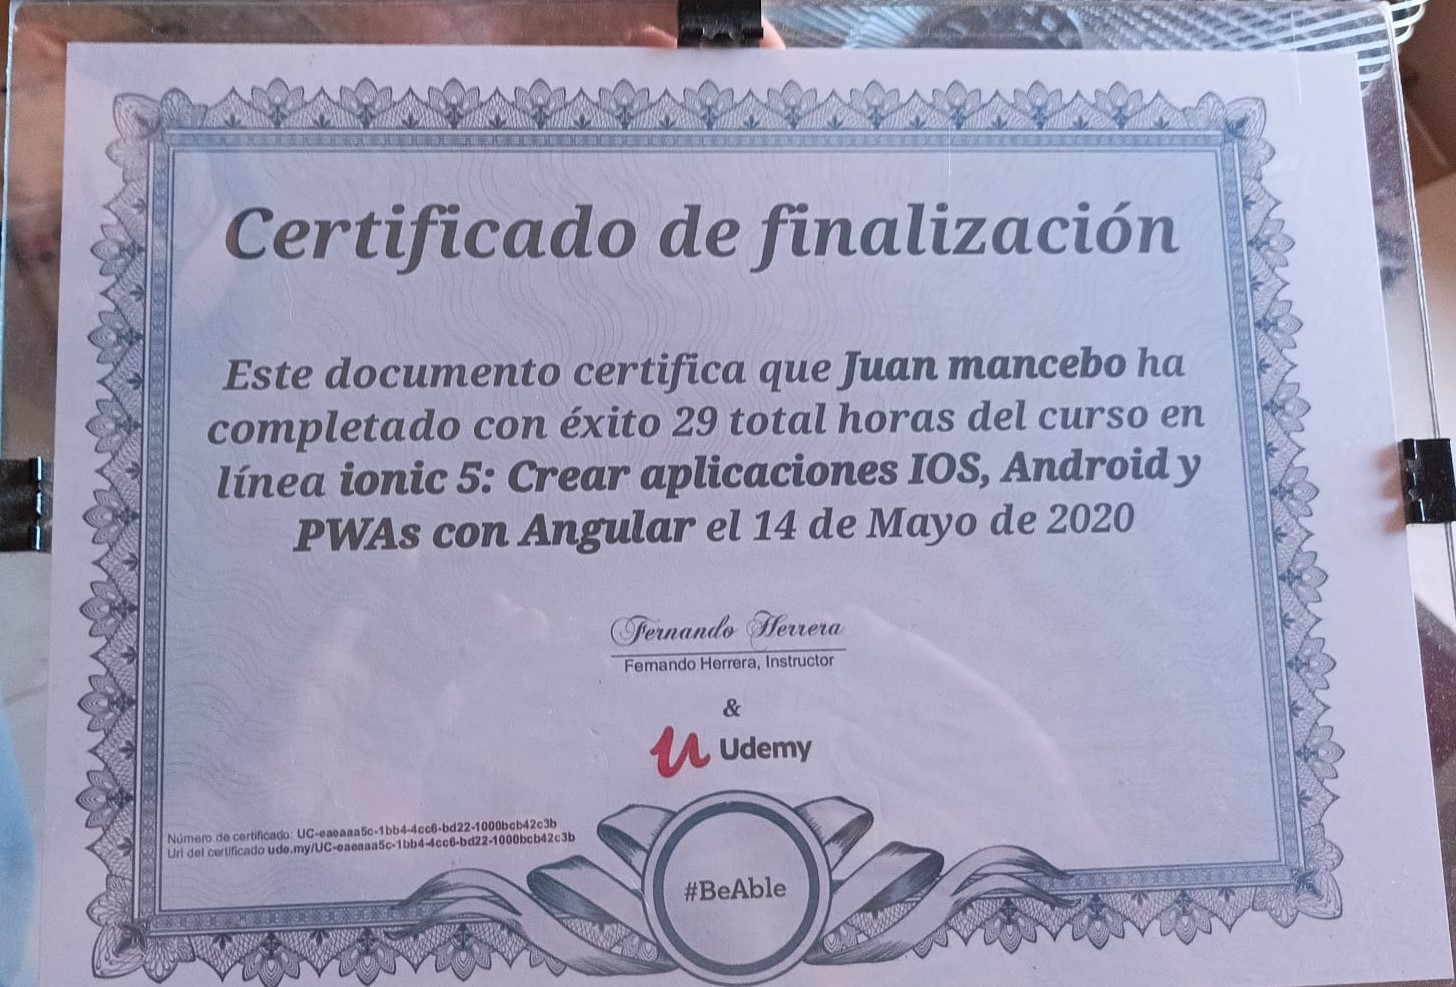 Certificado de finalización
Este documento certifica que Juan mancebo ha
completado con éxito 29 total horas del curso en
línea ionic 5: Crear aplicaciones IOS, Android y
PWAs con Angular el 14 de Mayo de 2020
Fernando Herrera
Fernando Herrera, Instructor
&
Udemy
Número de certificado: UC-eaeaaa5c-1bb4-4cc6-bd22-1000bcb42c3b
Url del certificado ude.my/UC-eaeaaa5c-1bb4-4cc6-bd22-1000bcb42c3b
#BeAble